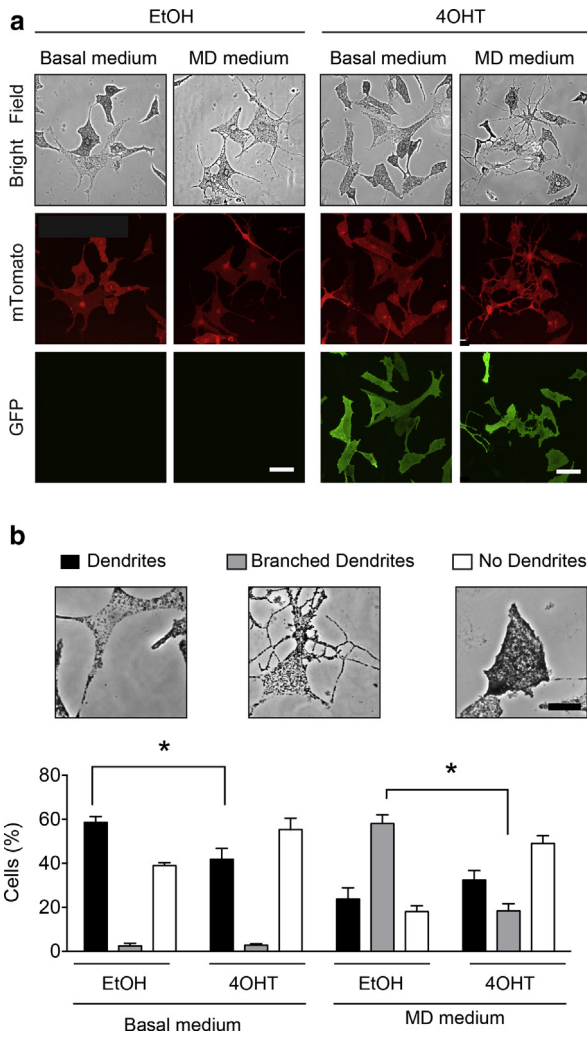 a
EtOH 4OHT
Basal medium MD medium Basal medium MD medium
Bright Field
mTomato
GFP
b
Dendrites Branched Dendrites No Dendrites
* *
80
60
40
20
0
Cells (%)
EtOH 4OHT EtOH 4OHT
Basal medium MD medium